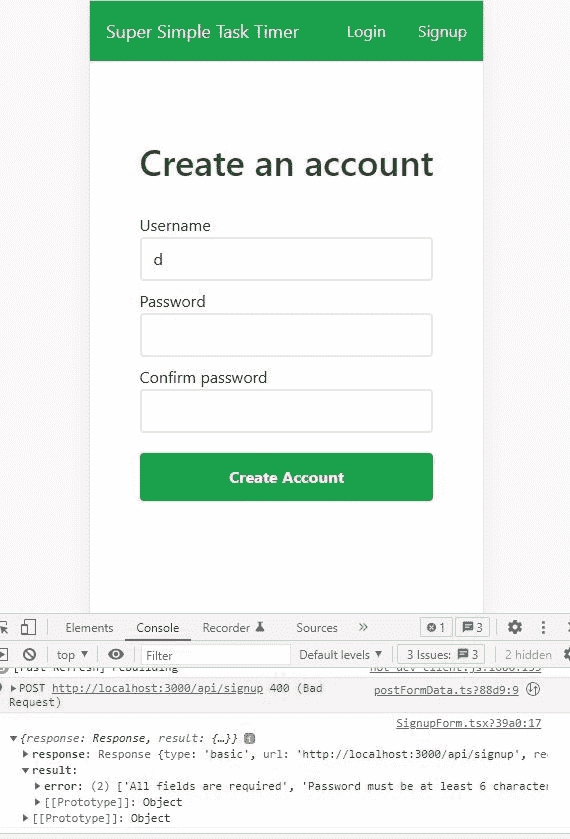 Super Simple Task Timer Login Signup
Create an account
Username
d
Password
Confirm password
Create Account
Elements Console Recorder Sources » 1 3
top ▼ Filter Default levels ▼ 3 Issues: 3 2 hidden
[Fast Refresh] rebuilding hot-dev-client.js?1600:299
▶POST http://localhost:3000/api/signup 400 (Bad postFormData.ts?88d9:9
Request)
SignupForm.tsx?39a0:17
▼{response: Response, result: {…}} i
▶response: Response {type: 'basic', url: 'http://localhost:3000/api/signup', re
▼result:
▶error: (2) ['All fields are required', 'Password must be at least 6 character
▶[[Prototype]]: Object
▶[[Prototype]]: Object